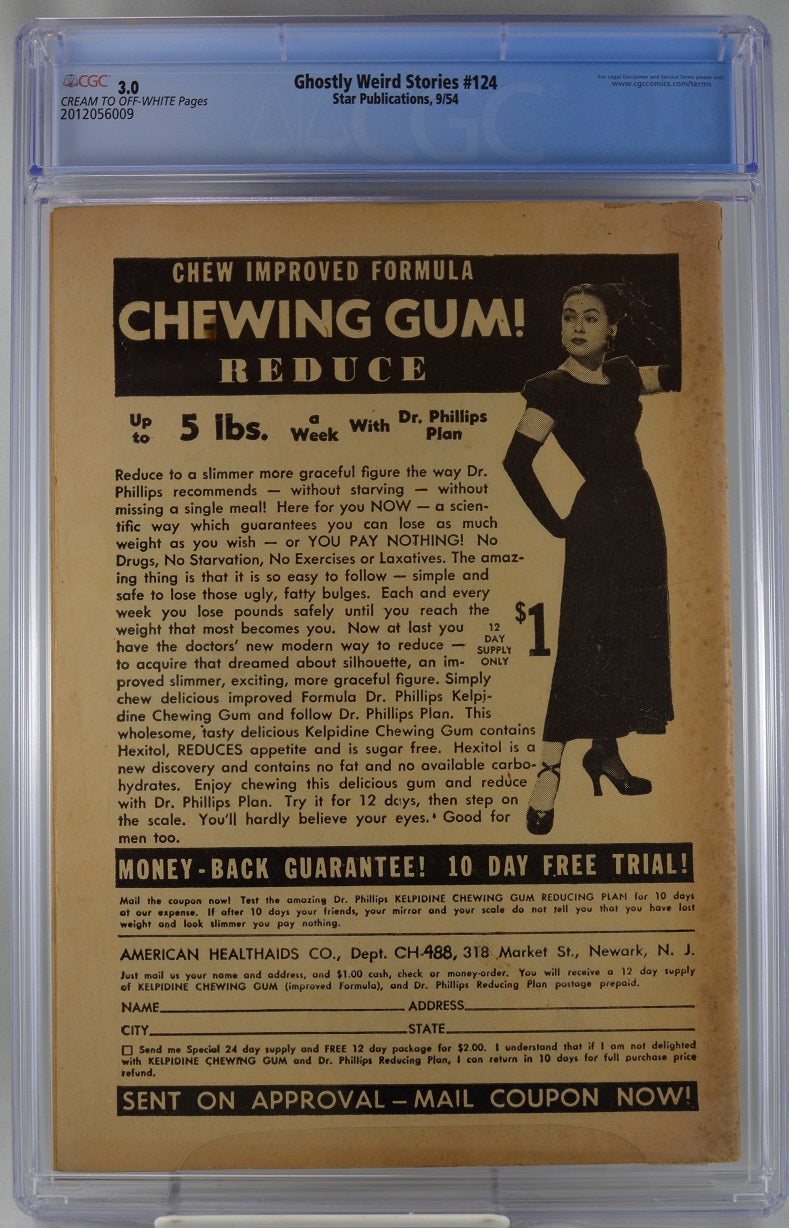 CGC 3.0
CREAM TO OFF-WHITE Pages
2012056009
Ghostly Weird Stories #124
Star Publications, 9/54
For Legal Disclaimer and Service Terms please visit
www.cgccomics.com/terms
CGC
CHEW IMPROVED FORMULA
CHEWING GUM!
REDUCE
Up to 5 lbs. a Week With Dr. Phillips Plan
Reduce to a slimmer more graceful figure the way Dr.
Phillips recommends — without starving — without
missing a single meal! Here for you NOW — a scien-
tific way which guarantees you can lose as much
weight as you wish — or YOU PAY NOTHING! No
Drugs, No Starvation, No Exercises or Laxatives. The amaz-
ing thing is that it is so easy to follow — simple and
safe to lose those ugly, fatty bulges. Each and every
week you lose pounds safely until you reach the
weight that most becomes you. Now at last you
have the doctors' new modern way to reduce —
to acquire that dreamed about silhouette, an im-
proved slimmer, exciting, more graceful figure. Simply
chew delicious improved Formula Dr. Phillips Kelpi-
dine Chewing Gum and follow Dr. Phillips Plan. This
wholesome, tasty delicious Kelpidine Chewing Gum contains
Hexitol, REDUCES appetite and is sugar free. Hexitol is a
new discovery and contains no fat and no available carbo-
hydrates. Enjoy chewing this delicious gum and reduce
with Dr. Phillips Plan. Try it for 12 days, then step on
the scale. You'll hardly believe your eyes. Good for
men too.
12
DAY
SUPPLY
ONLY
$1
MONEY-BACK GUARANTEE! 10 DAY FREE TRIAL!
Mail the coupon now! Test the amazing Dr. Phillips KELPIDINE CHEWING GUM REDUCING PLAN for 10 days
at our expense. If after 10 days your friends, your mirror and your scale do not tell you that you have lost
weight and look slimmer you pay nothing.
AMERICAN HEALTHAIDS CO., Dept. CH-488, 318 Market St., Newark, N. J.
Just mail us your name and address, and $1.00 cash, check or money-order. You will receive a 12 day supply
of KELPIDINE CHEWING GUM (improved Formula), and Dr. Phillips Reducing Plan postage prepaid.
NAME ADDRESS
CITY STATE
Send me Special 24 day supply and FREE 12 day package for $2.00. I understand that if I am not delighted
with KELPIDINE CHEWING GUM and Dr. Phillips Reducing Plan, I can return in 10 days for full purchase price
refund.
SENT ON APPROVAL — MAIL COUPON NOW!